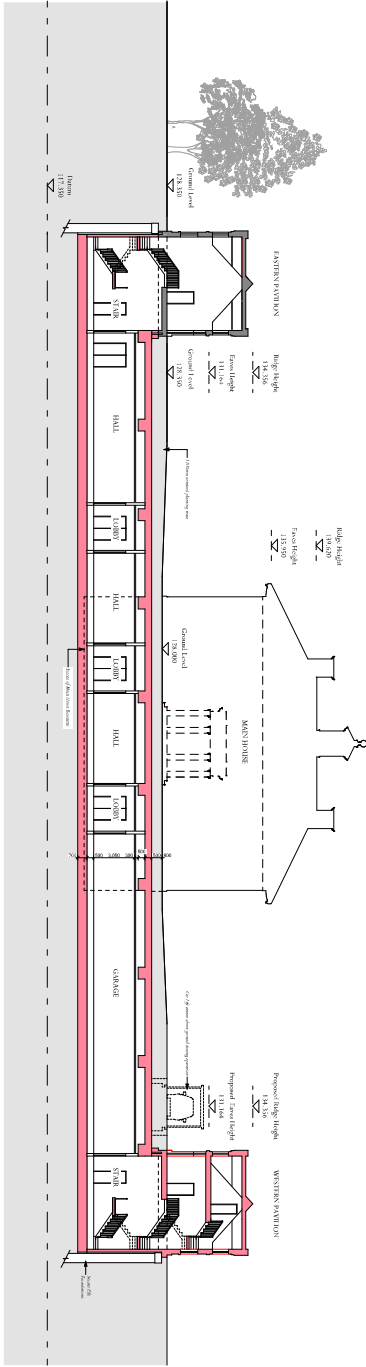 EASTERN PAVILION
Ground Level
128.350
Datum
117.350
STAIR
Ridge Height
134.356
Eaves Height
131.164
Ground Level
128.350
HALL
LOBBY
Ridge Height
139.620
Eaves Height
135.950
HALL
Ground Level
128.000
LOBBY
MAIN HOUSE
HALL
LOBBY
GARAGE
Proposed Ridge Height
134.356
Proposed Eaves Height
131.164
WESTERN PAVILION
STAIR